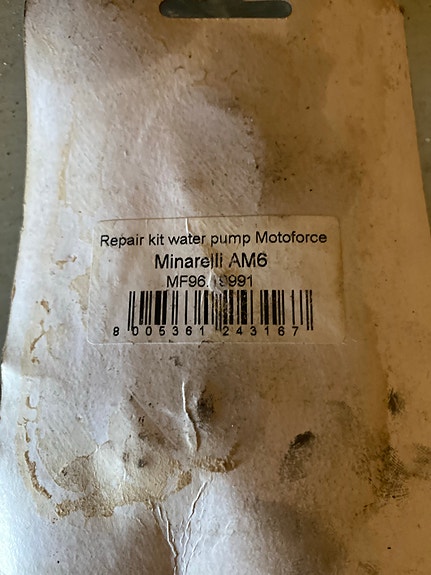 Repair kit water pump Motoforce
Minarelli AM6
8 005361 243167